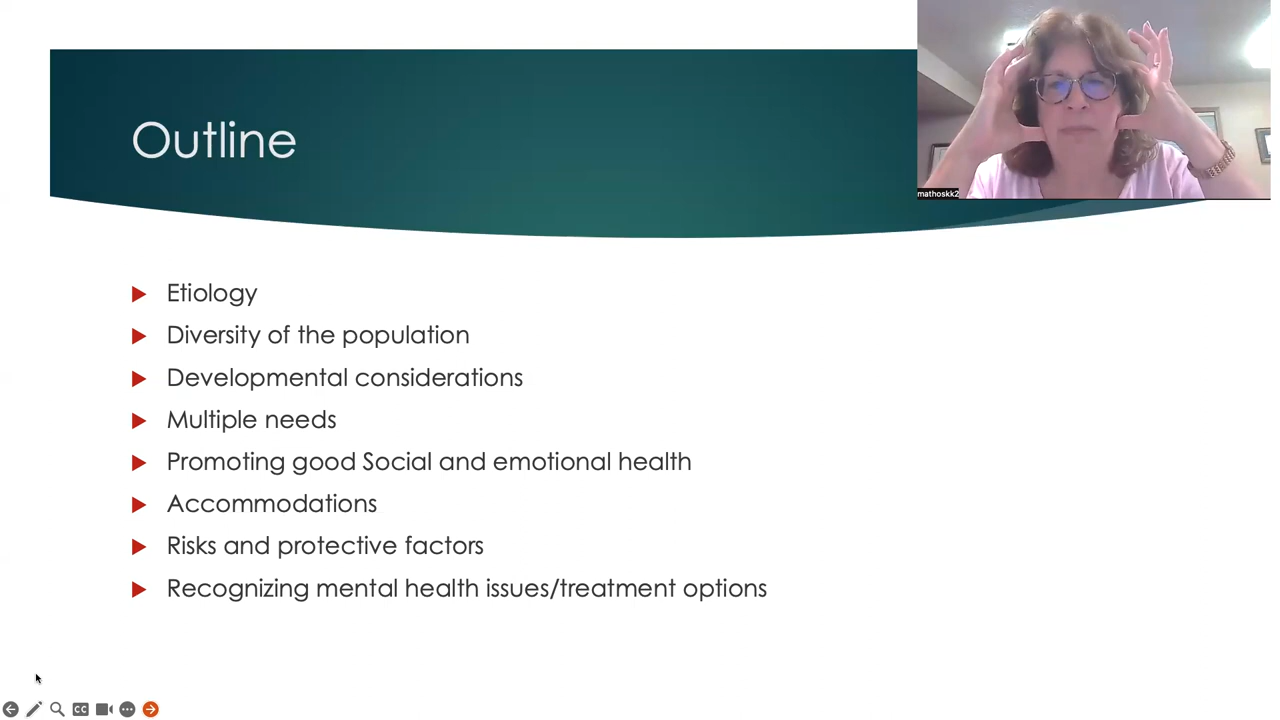 Outline
mathoskk2
Etiology
Diversity of the population
Developmental considerations
Multiple needs
Promoting good Social and emotional health
Accommodations
Risks and protective factors
Recognizing mental health issues/treatment options
CC